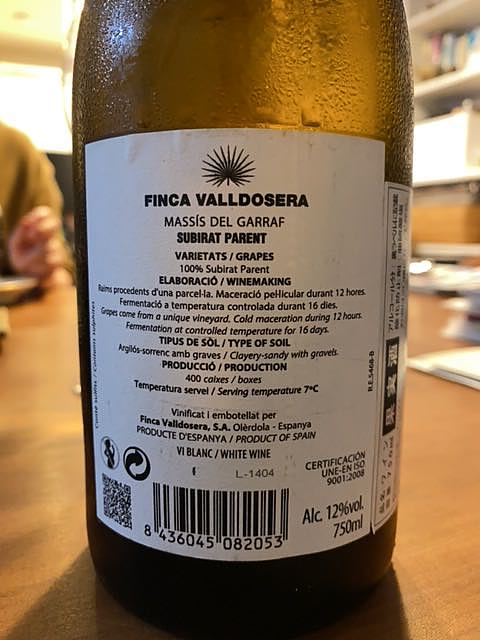 FINCA VALLDOSERA
MASSÍS DEL GARRAF
SUBIRAT PARENT
VARIETATS / GRAPES
100% Subirat Parent
ELABORACIÓ / WINEMAKING
Raïms procedents d'una parcel·la. Maceració pel·licular durant 12 hores.
Fermentació a temperatura controlada durant 16 dies.
Grapes come from a unique vineyard. Cold maceration during 12 hours.
Fermentation at controlled temperature for 16 days.
TIPUS DE SÒL / TYPE OF SOIL
Argilós-sorrenc amb graves / Clayery-sandy with gravels.
PRODUCCIÓ / PRODUCTION
400 caixes / boxes
Temperatura servei / Serving temperature 7ºC
Vinificat i embotellat per
Finca Valldosera, S.A. Olèrdola - Espanya
PRODUCTE D'ESPANYA / PRODUCT OF SPAIN
VI BLANC / WHITE WINE
L-1404
CERTIFICACIÓN
UNE-EN ISO
9001:2008
Alc. 12%vol.
750ml
8 436045 082053
Conté sulfits / Contains sulphites
R.E.5468-B